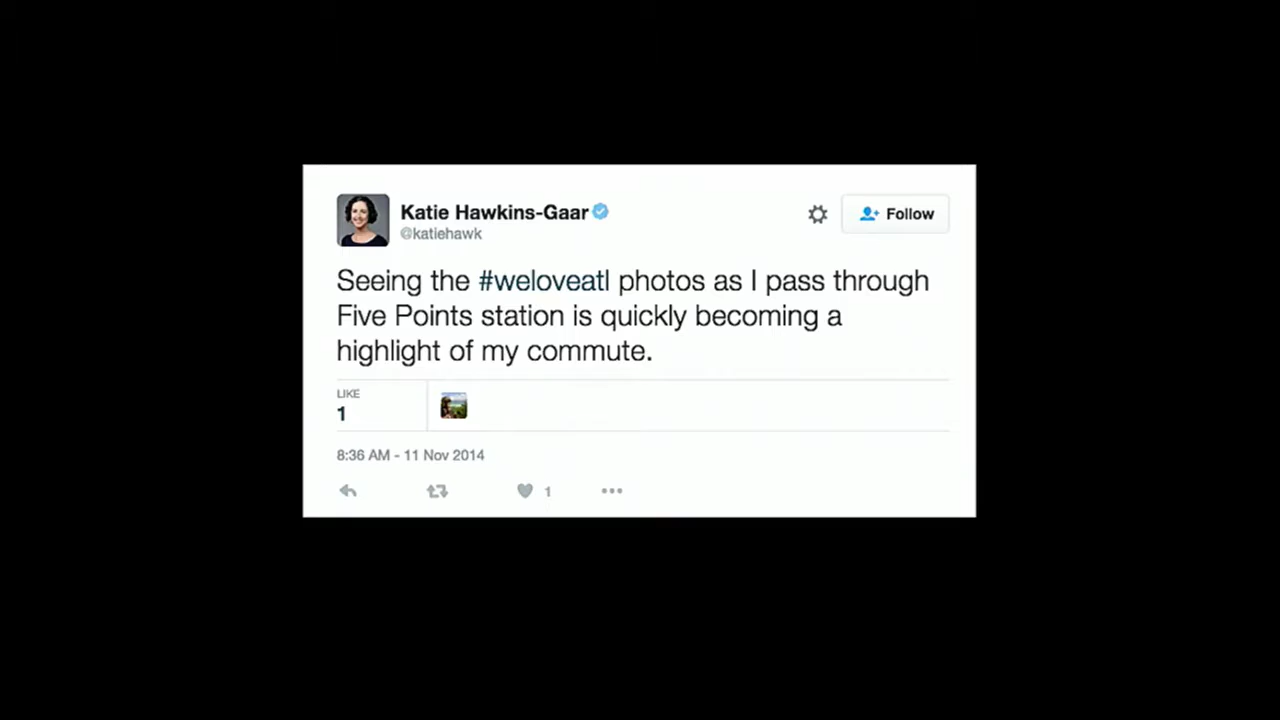 Katie Hawkins-Gaar
@katiehawk
Follow
Seeing the #weloveatl photos as I pass through
Five Points station is quickly becoming a
highlight of my commute.
LIKE
1
8:36 AM - 11 Nov 2014
1